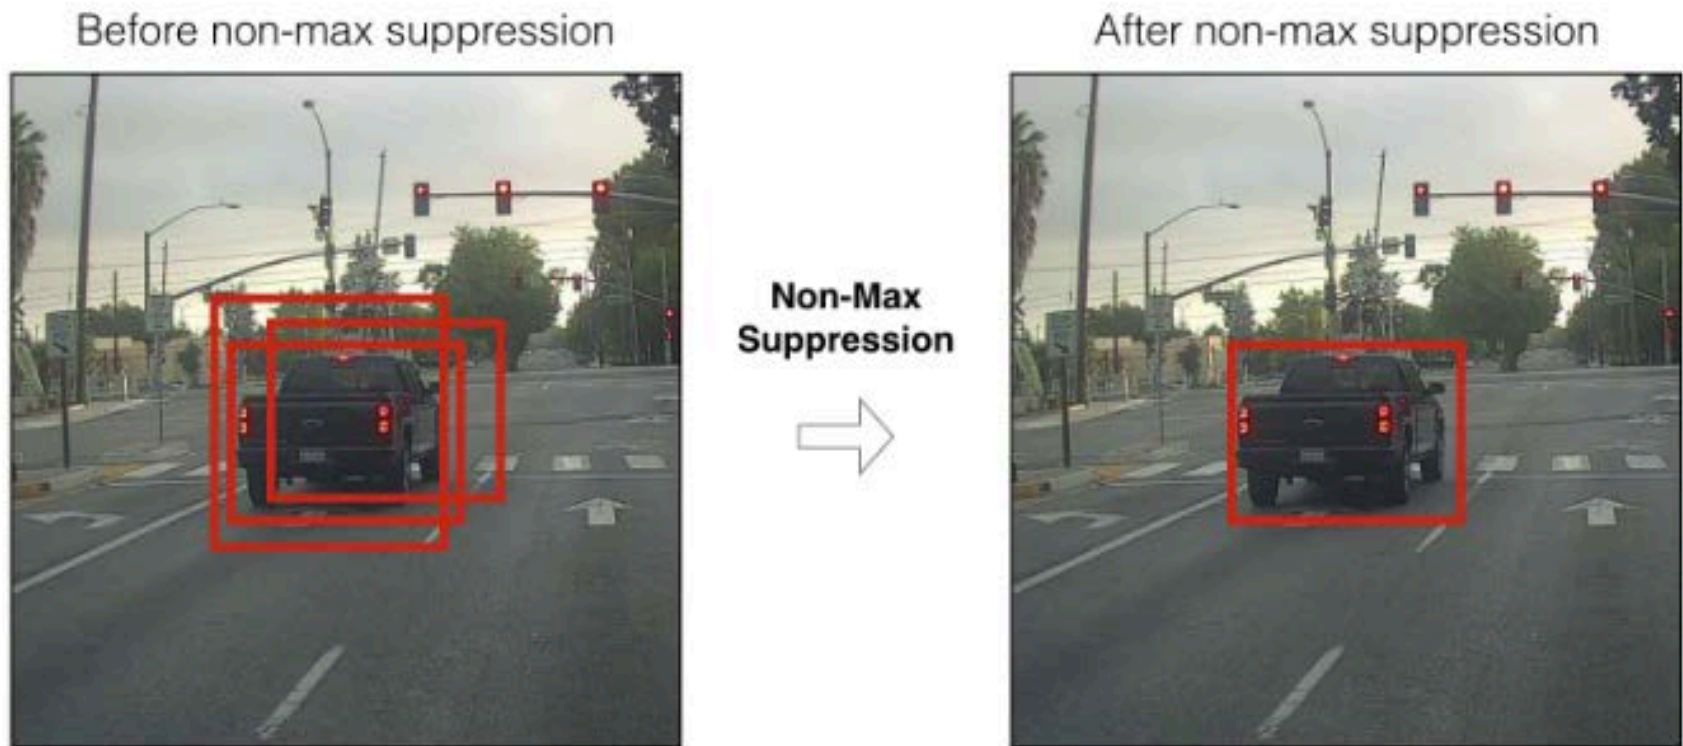 Before non-max suppression
After non-max suppression
Non-Max
Suppression